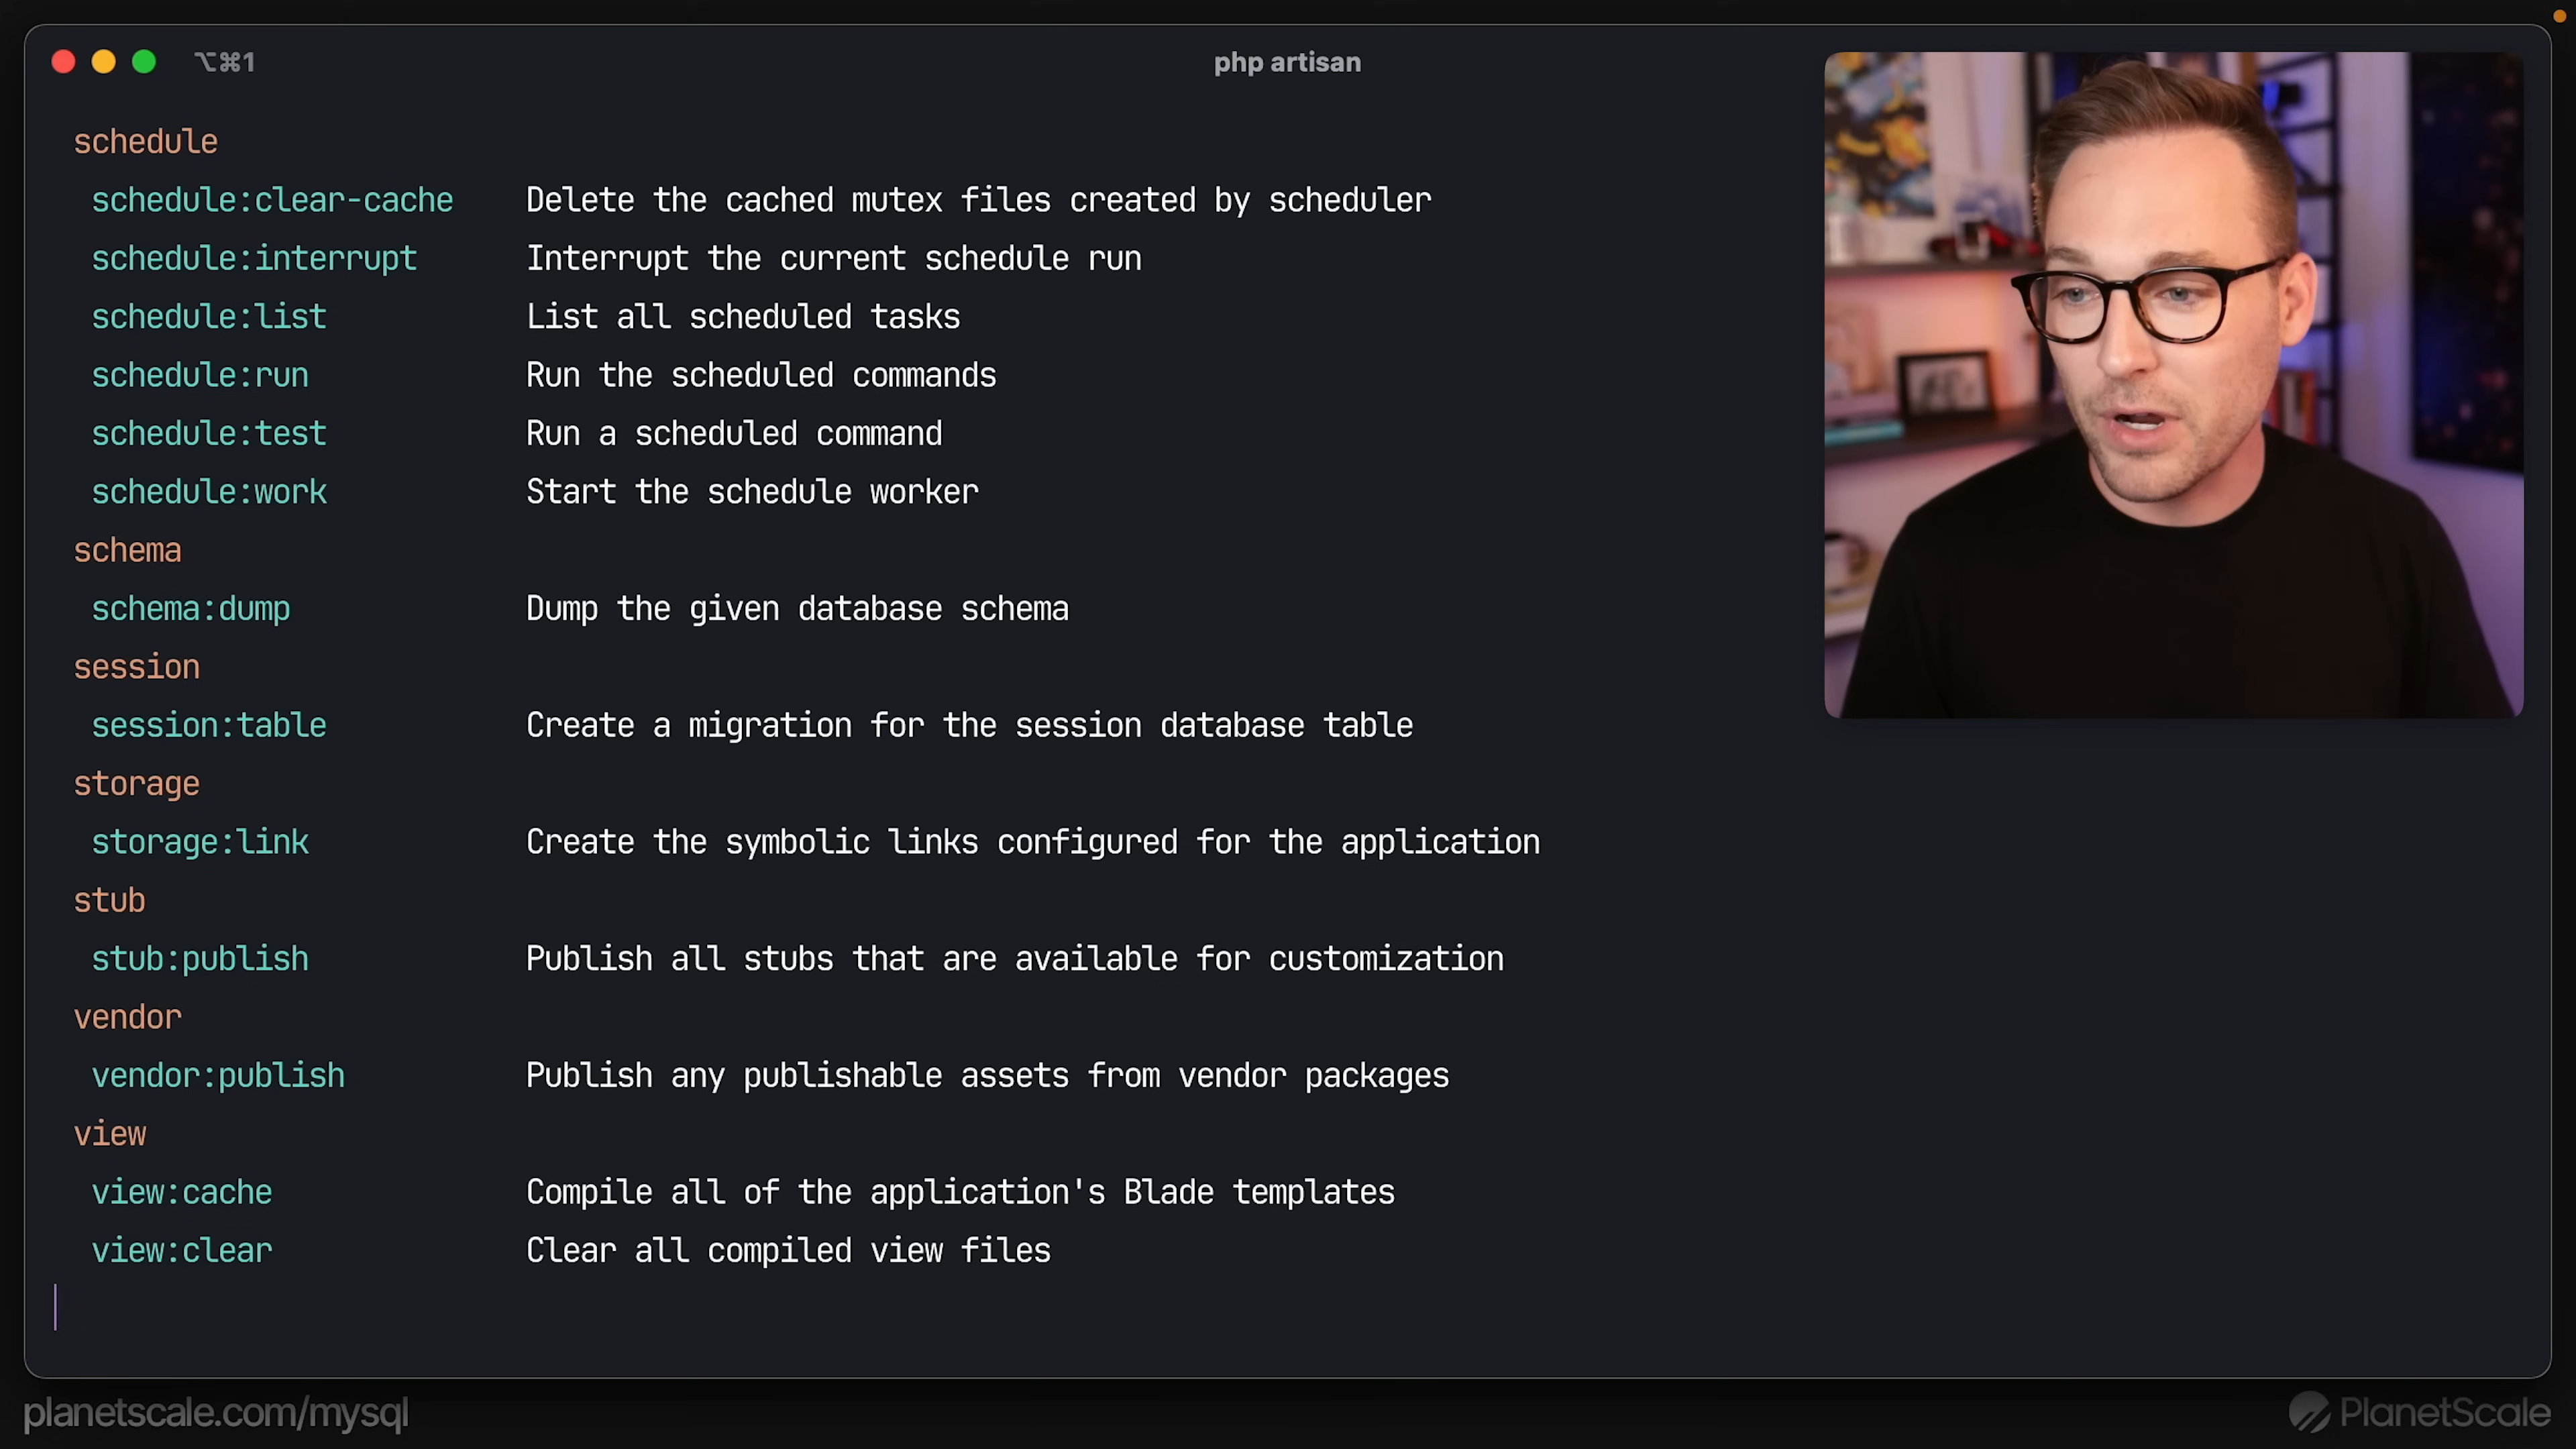 ⌥⌘1
php artisan
schedule
schedule:clear-cache Delete the cached mutex files created by scheduler
schedule:interrupt Interrupt the current schedule run
schedule:list List all scheduled tasks
schedule:run Run the scheduled commands
schedule:test Run a scheduled command
schedule:work Start the schedule worker
schema
schema:dump Dump the given database schema
session
session:table Create a migration for the session database table
storage
storage:link Create the symbolic links configured for the application
stub
stub:publish Publish all stubs that are available for customization
vendor
vendor:publish Publish any publishable assets from vendor packages
view
view:cache Compile all of the application's Blade templates
view:clear Clear all compiled view files
planetscale.com/mysql
PlanetScale